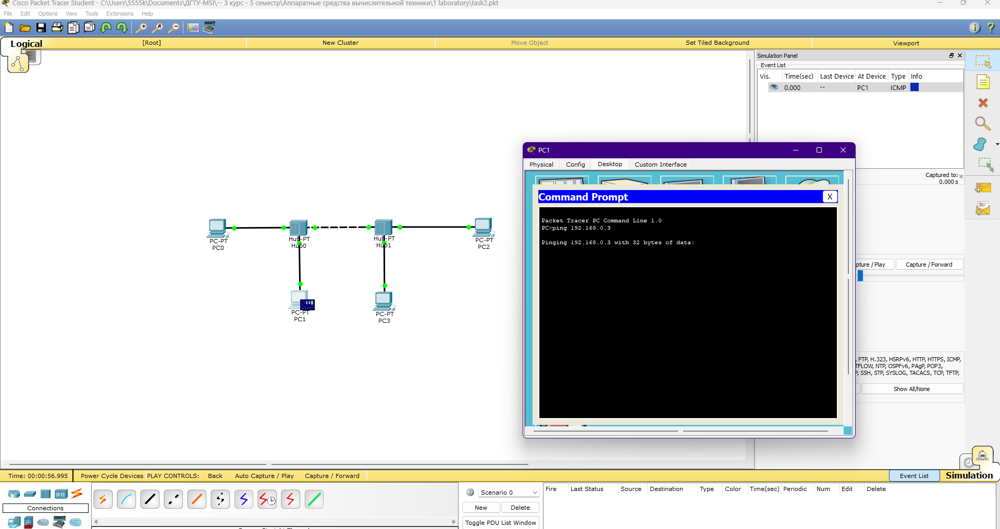 Cisco Packet Tracer Student - C:\Users\5555k\Documents\ДГТУ-MSI\-- 3 курс - 5 семестр\Аппаратные средства вычислительной техники\1 laboratory\task2.pkt
File Edit Options View Tools Extensions Help
Logical [Root] New Cluster Move Object Set Tiled Background Viewport
Simulation Panel
Event List
Vis. Time(sec) Last Device At Device Type Info
0.000 -- PC1 ICMP
Captured to:
0.000 s
PC1
Physical Config Desktop Custom Interface
Command Prompt X
Packet Tracer PC Command Line 1.0
PC>ping 192.168.0.3
Pinging 192.168.0.3 with 32 bytes of data:
PC-PT
PC0
Hub-PT
Hub0
Hub-PT
Hub1
PC-PT
PC2
PC-PT
PC1
PC-PT
PC3
pture / Play Capture / Forward
, FTP, H.323, HSRPv6, HTTP, HTTPS, ICMP,
TFLOW, NTP, OSPFv6, PAgP, POP3,
P, SSH, STP, SYSLOG, TACACS, TCP, TFTP,
Show All/None
Time: 00:00:56.995 Power Cycle Devices PLAY CONTROLS: Back Auto Capture / Play Capture / Forward Event List Simulation
Connections
Scenario 0
New Delete
Toggle PDU List Window
Fire Last Status Source Destination Type Color Time(sec) Periodic Num Edit Delete